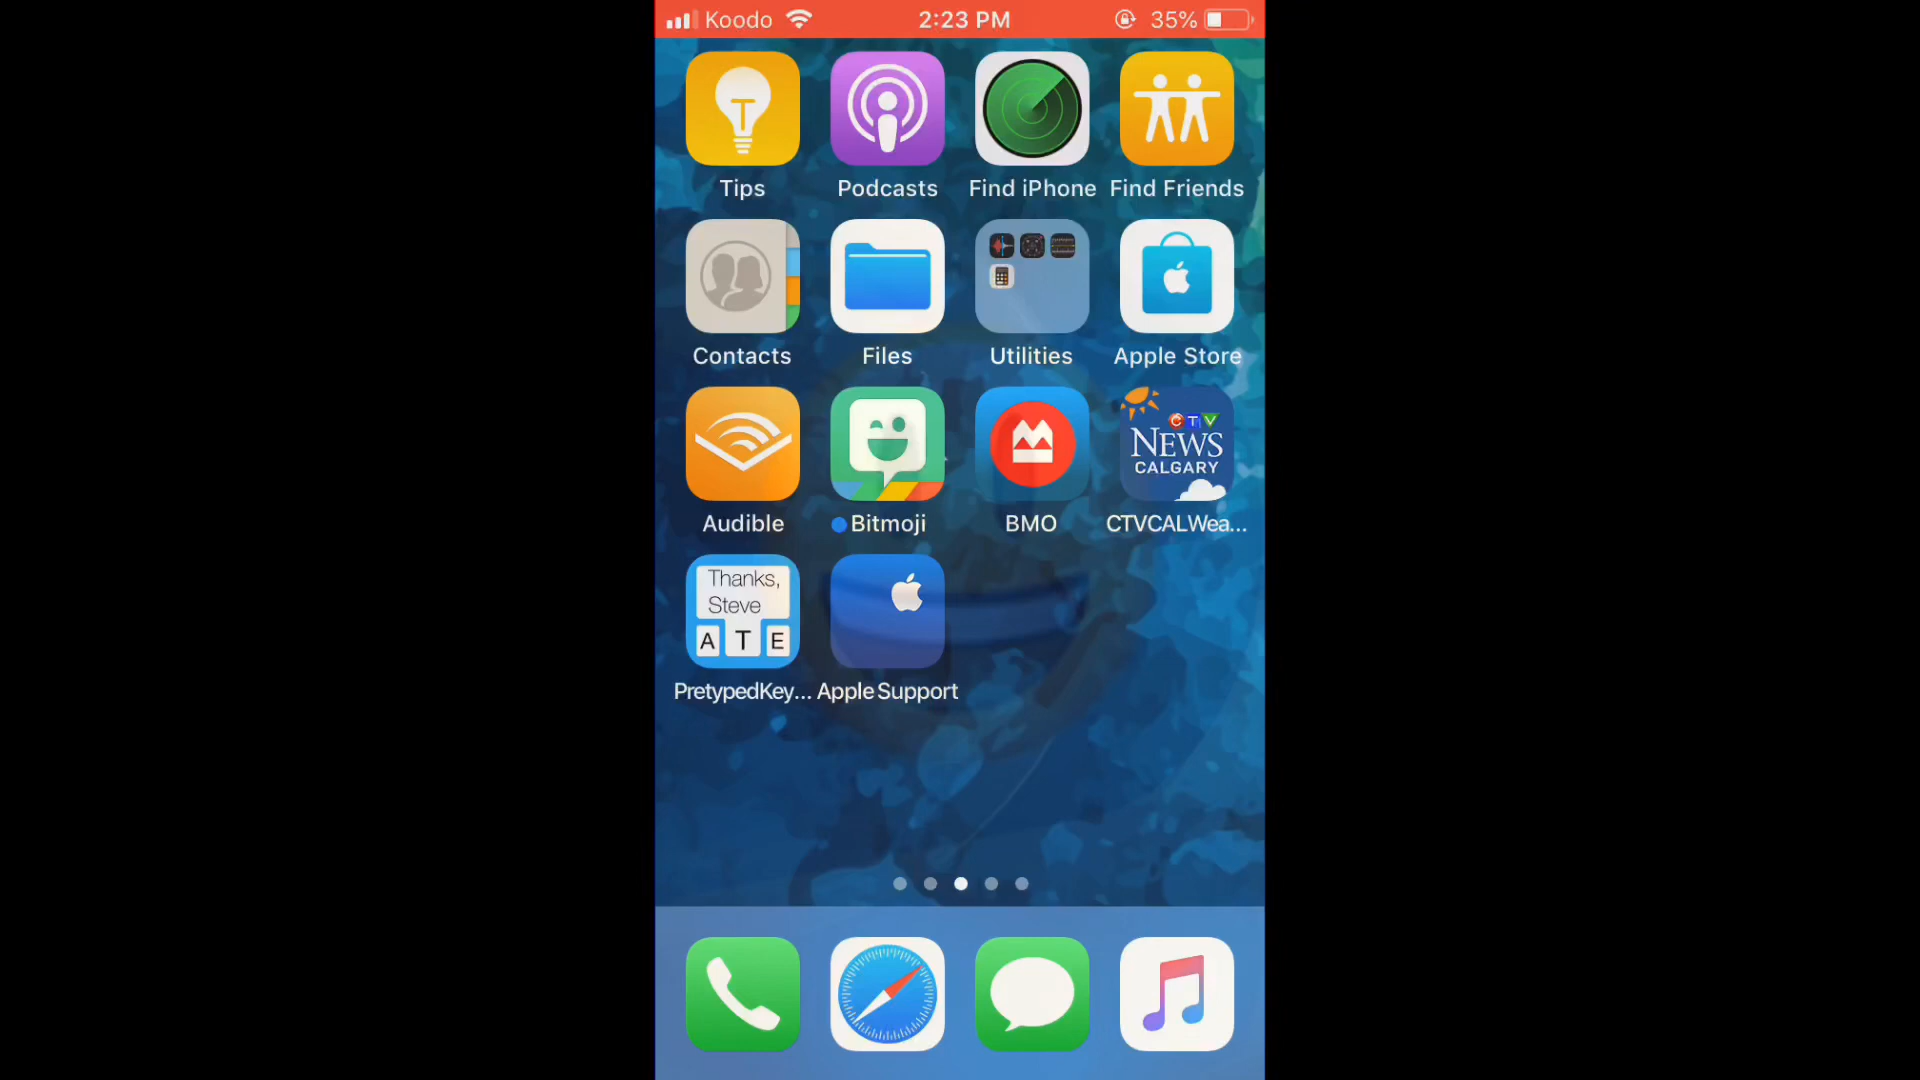 Koodo 2:23 PM 35%
T
Tips Podcasts Find iPhone Find Friends
Contacts Files Utilities Apple Store
CTV
NEWS
CALGARY
Audible Bitmoji BMO CTVCALWea...
Thanks,
Steve
A T E
PretypedKey... Apple Support